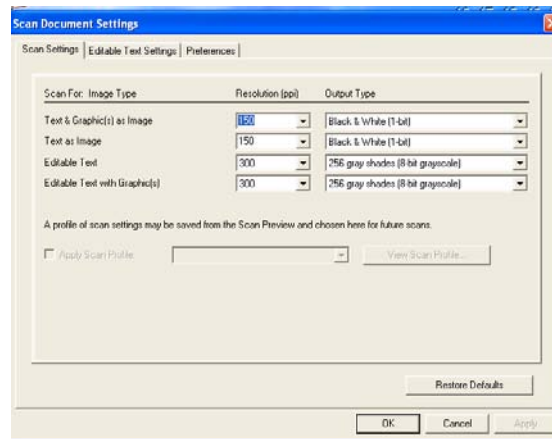 Scan Document Settings
Scan Settings Editable Text Settings Preferences
Scan For: Image Type Resolution (ppi) Output Type
Text & Graphic(s) as Image 150 Black & White (1-bit)
Text as Image 150 Black & White (1-bit)
Editable Text 300 256 gray shades (8-bit grayscale)
Editable Text with Graphic(s) 300 256 gray shades (8-bit grayscale)
A profile of scan settings may be saved from the Scan Preview and chosen here for future scans.
Apply Scan Profile View Scan Profile...
Restore Defaults
OK Cancel Apply